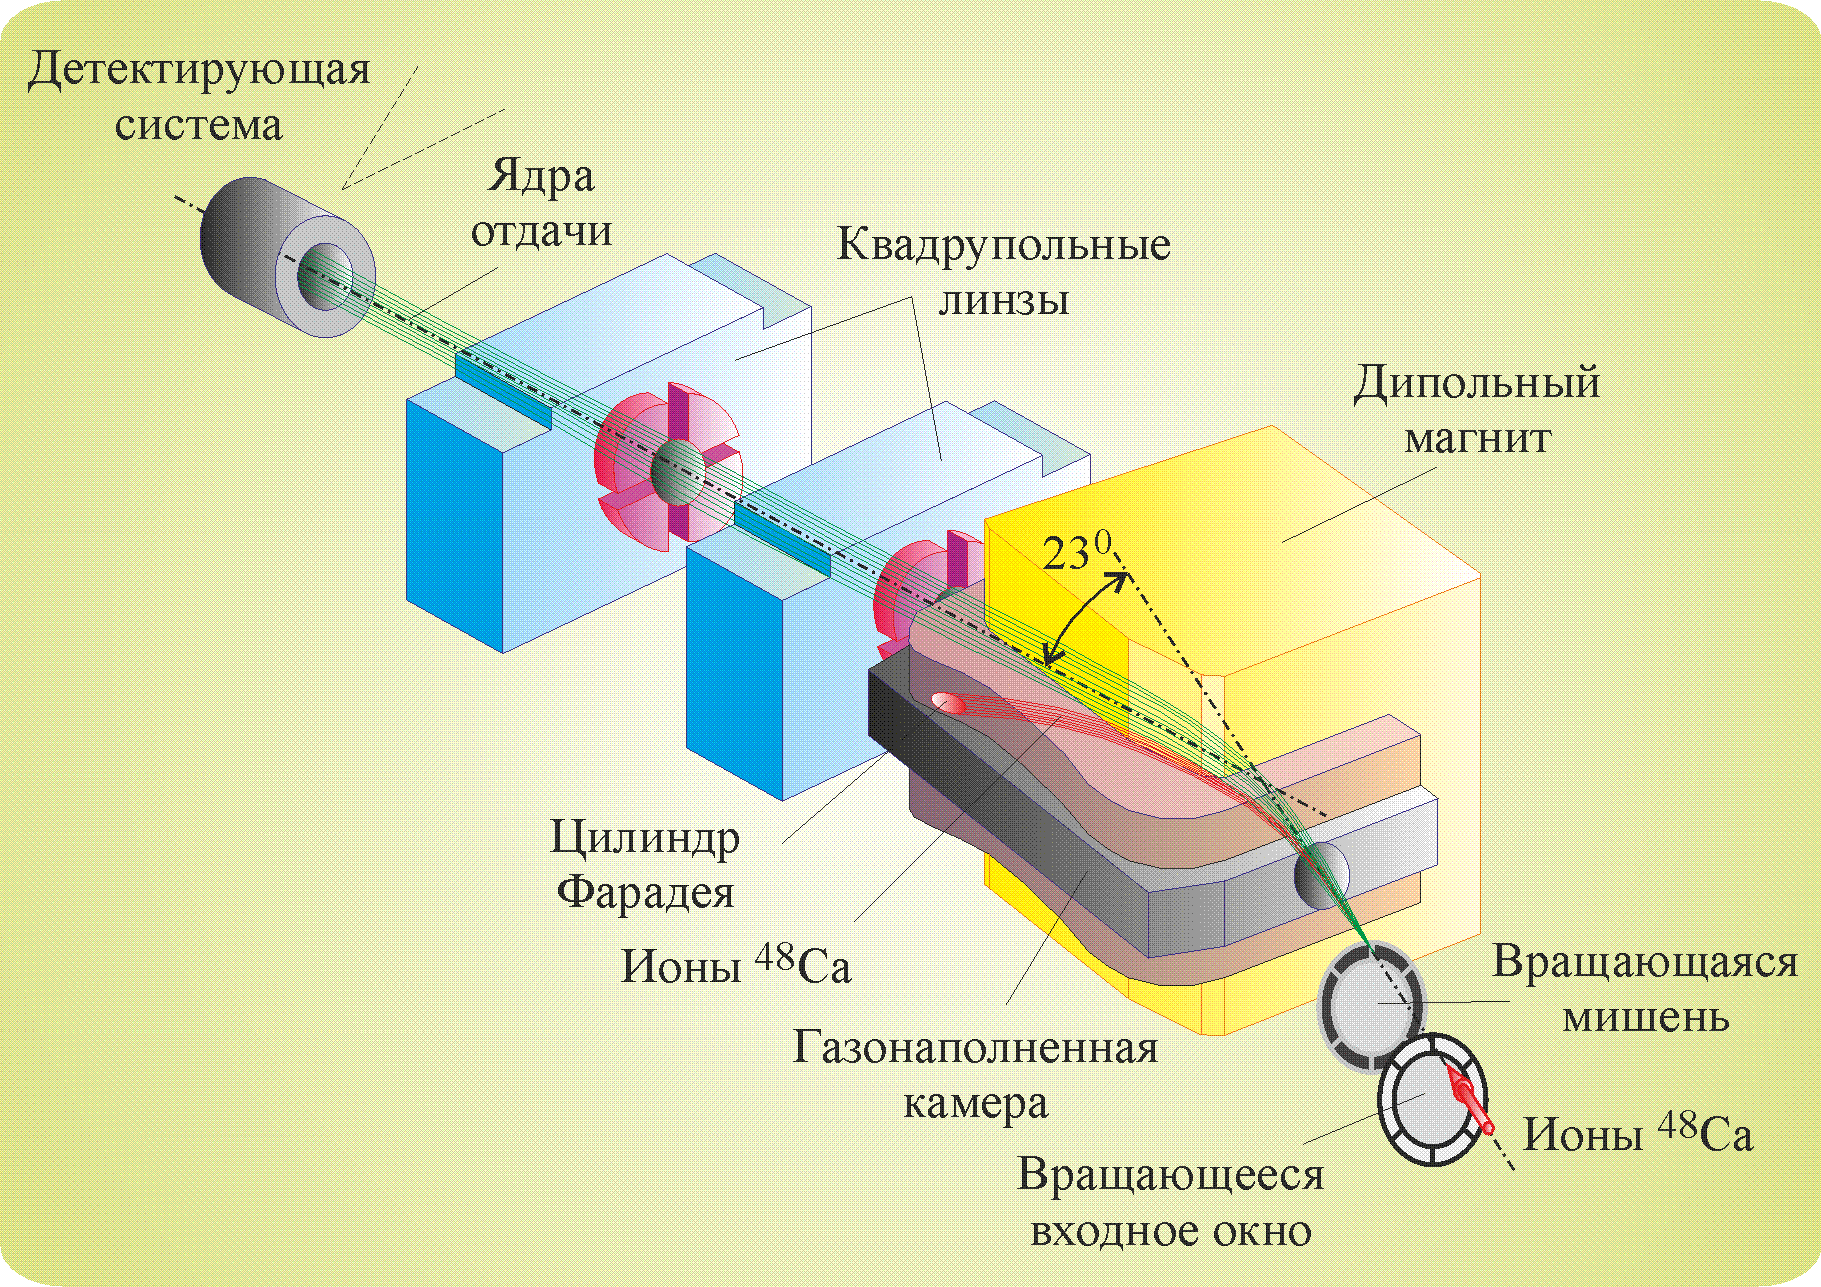 Детектирующая
система
Ядра
отдачи
Квадрупольные
линзы
Дипольный
магнит
23⁰
Цилиндр
Фарадея
Ионы ⁴⁸Ca
Газонаполненная
камера
Вращающаяся
мишень
Ионы ⁴⁸Ca
Вращающееся
входное окно